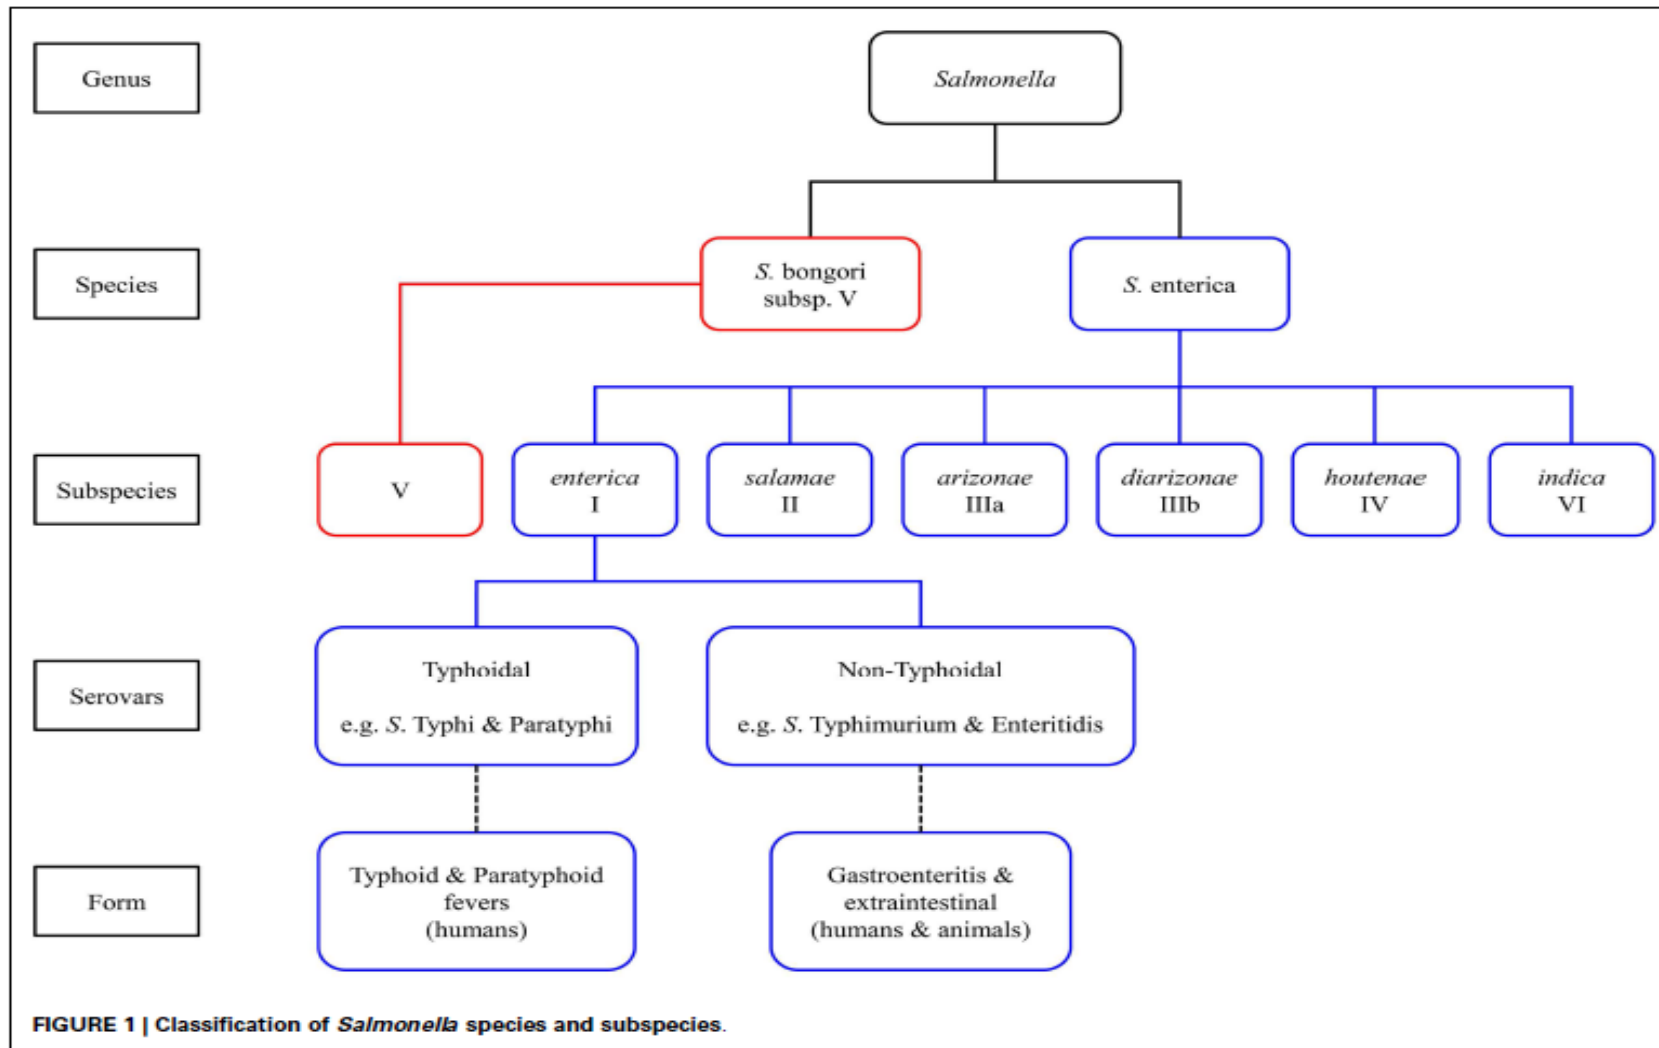 Genus
Salmonella
Species
S. bongori
subsp. V
S. enterica
Subspecies
V
enterica
I
salamae
II
arizonae
IIIa
diarizonae
IIIb
houtenae
IV
indica
VI
Serovars
Typhoidal
e.g. S. Typhi & Paratyphi
Non-Typhoidal
e.g. S. Typhimurium & Enteritidis
Form
Typhoid & Paratyphoid
fevers
(humans)
Gastroenteritis &
extraintestinal
(humans & animals)
FIGURE 1 | Classification of Salmonella species and subspecies.